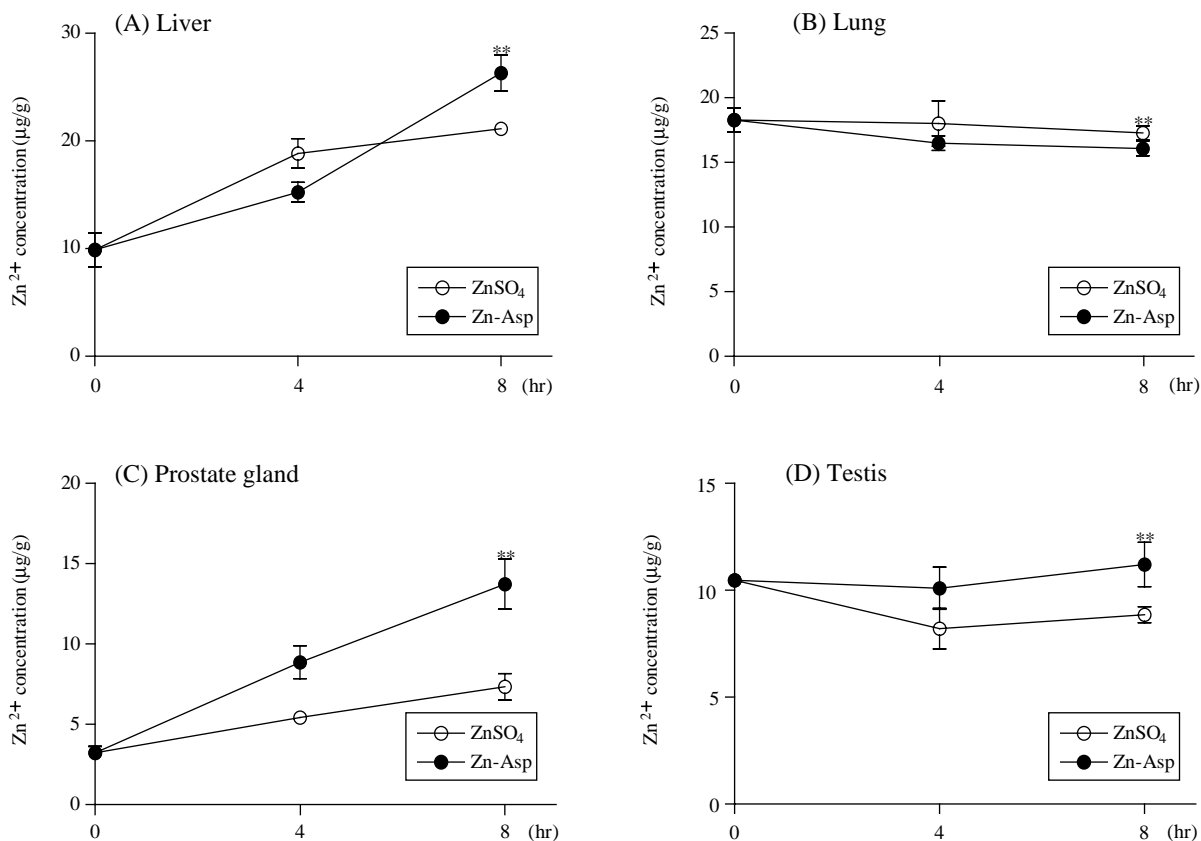 (A) Liver
30
20
10
0
Zn²⁺ concentration (μg/g)
**
ZnSO₄
Zn-Asp
0 4 8 (hr)
(B) Lung
25
20
15
10
5
0
Zn²⁺ concentration (μg/g)
**
ZnSO₄
Zn-Asp
0 4 8 (hr)
(C) Prostate gland
20
15
10
5
0
Zn²⁺ concentration (μg/g)
**
ZnSO₄
Zn-Asp
0 4 8 (hr)
(D) Testis
15
10
5
0
Zn²⁺ concentration (μg/g)
**
ZnSO₄
Zn-Asp
0 4 8 (hr)